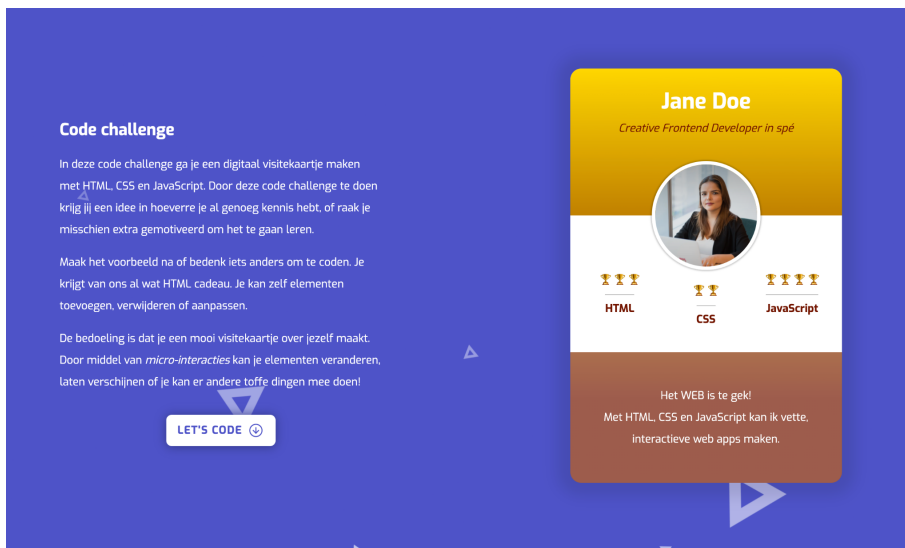 Code challenge
In deze code challenge ga je een digitaal visitekaartje maken
met HTML, CSS en JavaScript. Door deze code challenge te doen
krijg jij een idee in hoeverre je al genoeg kennis hebt, of raak je
misschien extra gemotiveerd om het te gaan leren.
Maak het voorbeeld na of bedenk iets anders om te coden. Je
krijgt van ons al wat HTML cadeau. Je kan zelf elementen
toevoegen, verwijderen of aanpassen.
De bedoeling is dat je een mooi visitekaartje over jezelf maakt.
Door middel van micro-interacties kan je elementen veranderen,
laten verschijnen of je kan er andere toffe dingen mee doen!
LET'S CODE
Jane Doe
Creative Frontend Developer in spé
HTML
CSS
JavaScript
Het WEB is te gek!
Met HTML, CSS en JavaScript kan ik vette,
interactieve web apps maken.